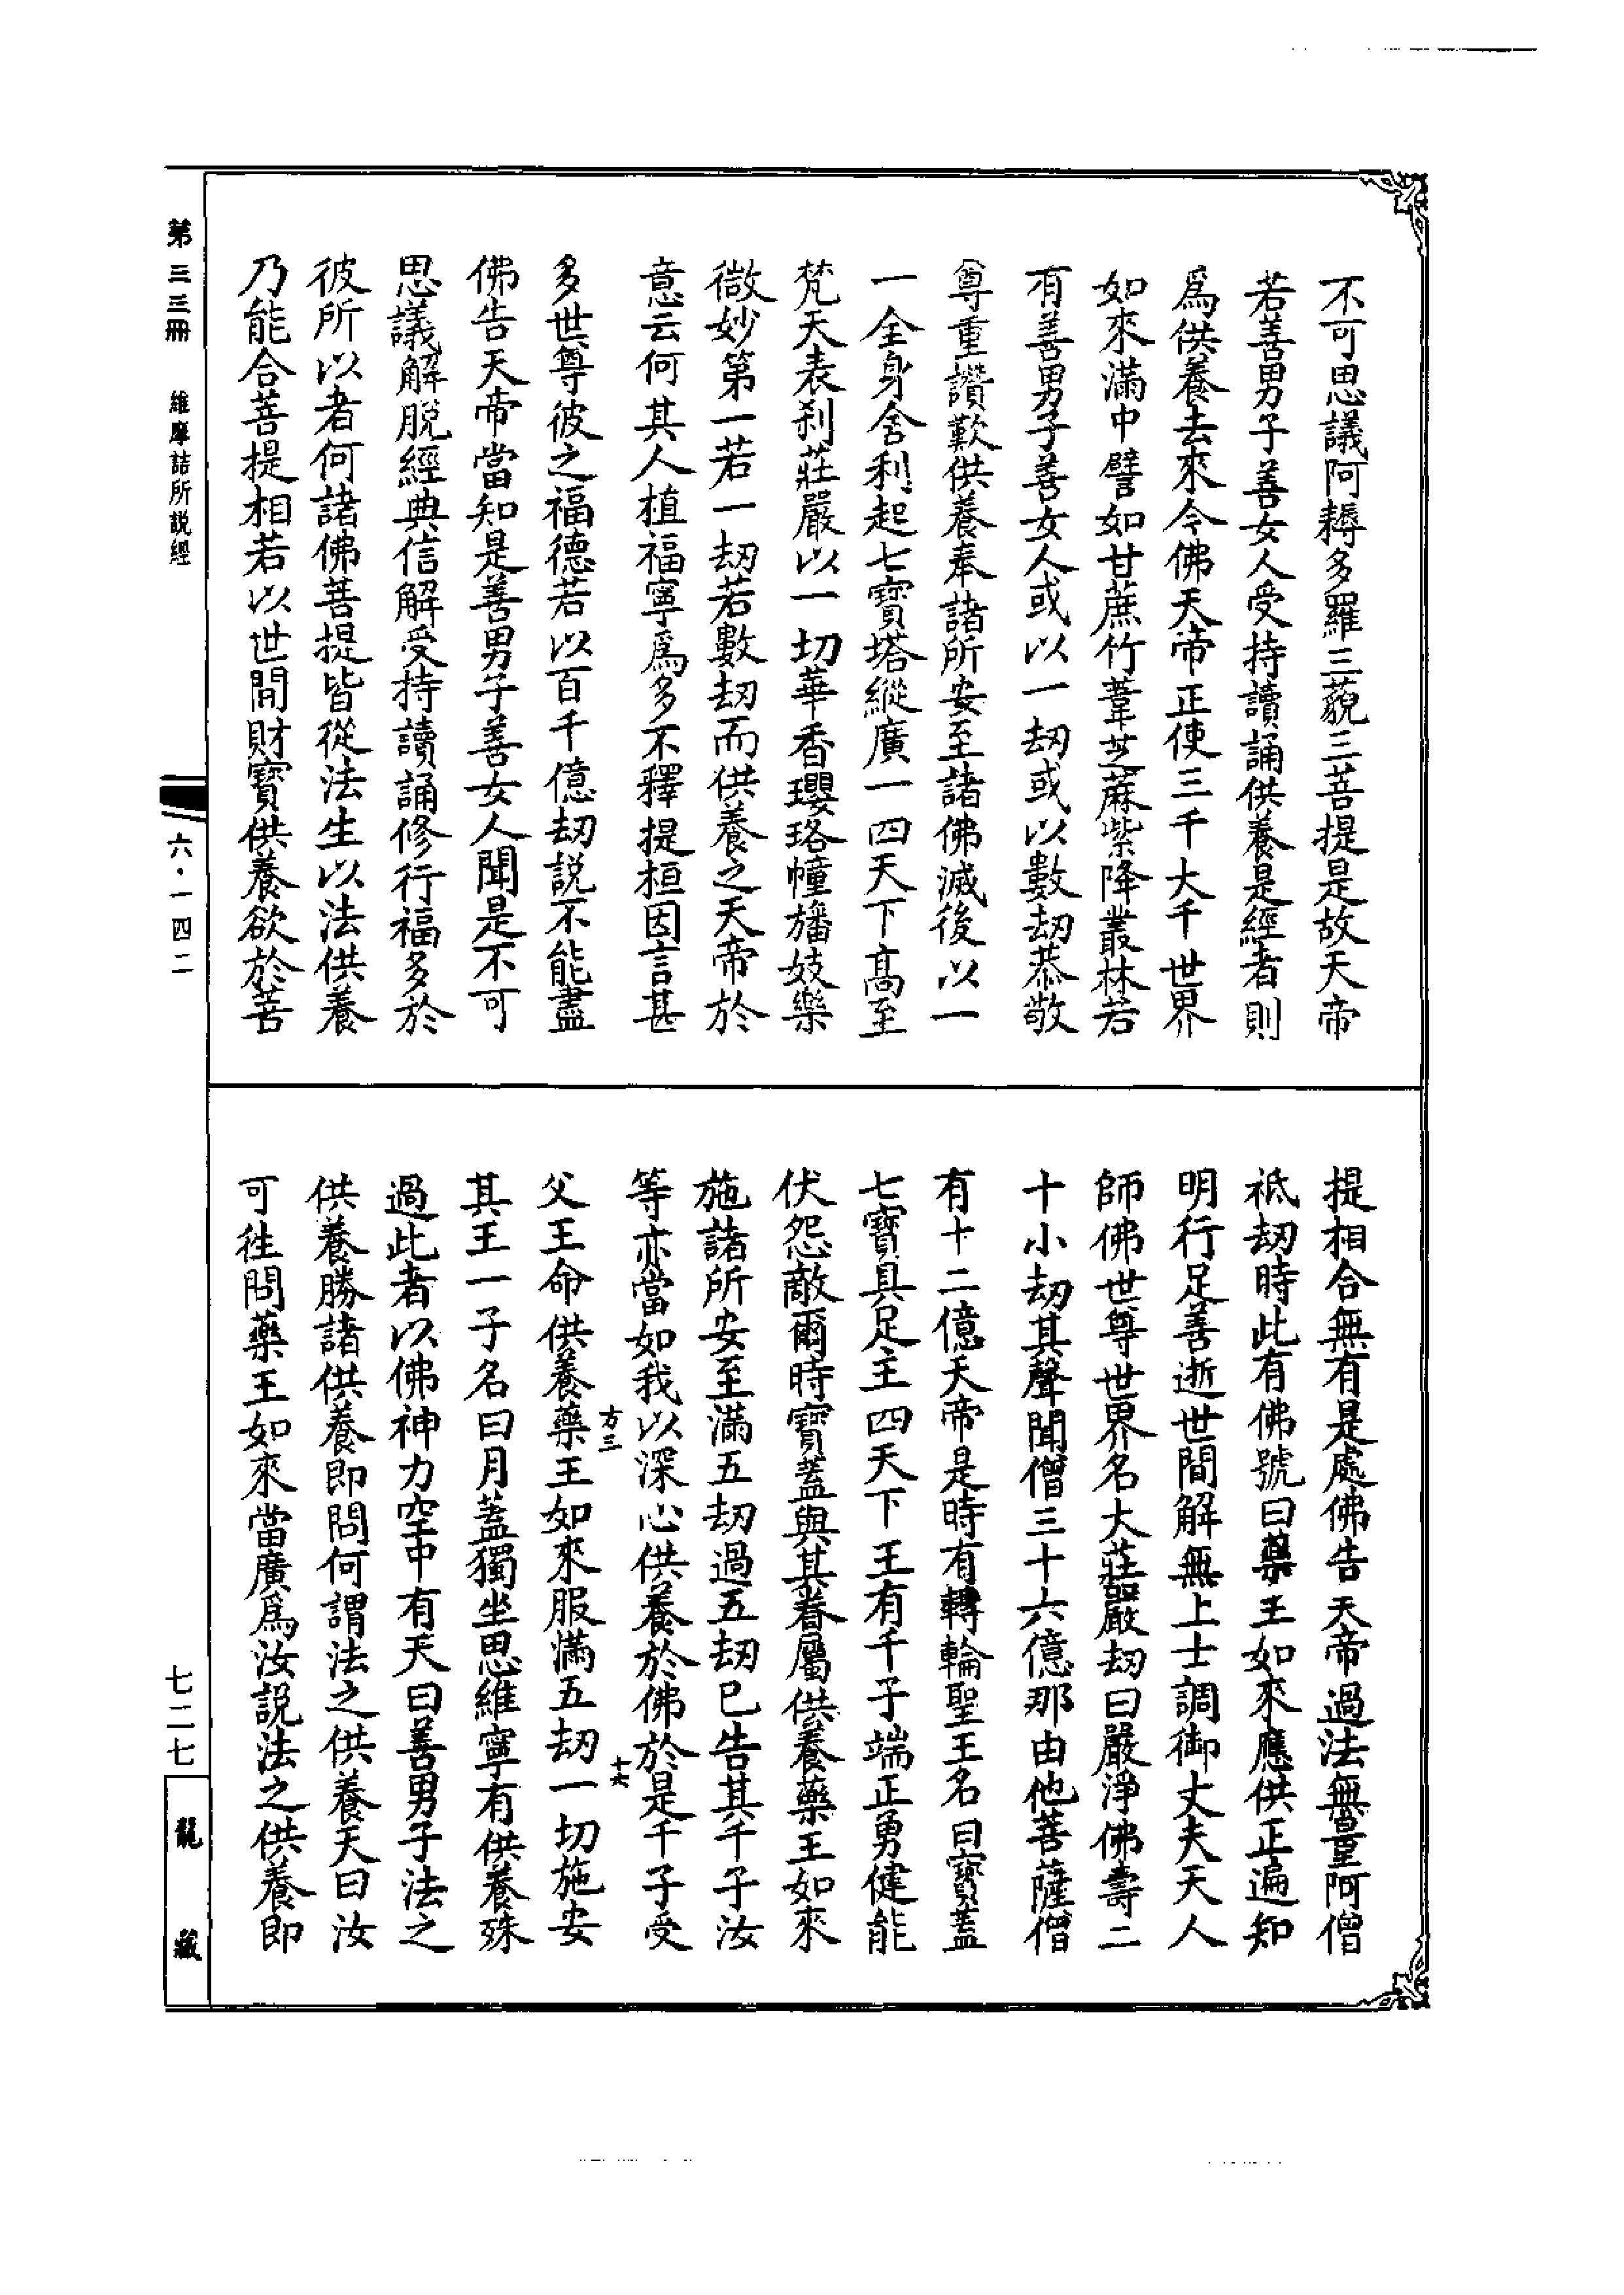 不可思議阿耨多羅三藐三菩提是故天帝
若善男子善女人受持讀誦供養是經者則
爲供養去來今佛天帝正使三千大千世界
如來滿中譬如甘蔗竹葦芝蔴紫降叢林若
有善男子善女人或以一劫或以數劫恭敬
尊重讚歎供養奉諸所安至諸佛滅後以一
一全身舍利起七寶塔縱廣一四天下高至
梵天表刹莊嚴以一切華香瓔珞幢旛妓樂
微妙第一若一劫若數劫而供養之天帝於
意云何其人植福寧爲多不釋提桓因言甚
多世尊彼之福德若以百千億劫説不能盡
佛告天帝當知是善男子善女人聞是不可
思議解脱經典信解受持讀誦修行福多於
彼所以者何諸佛菩提皆從法生以法供養
乃能合菩提相若以世間財寶供養欲於菩
提相合無有是處佛告天帝過法無量阿僧
祇劫時此有佛號曰藥王如來應供正遍知
明行足善逝世間解無上士調御丈夫天人
師佛世尊世界名大莊嚴劫曰嚴淨佛壽二
十小劫其聲聞僧三十六億那由他菩薩僧
有十二億天帝是時有轉輪聖王名曰寶蓋
七寶具足主四天下王有千子端正勇健能
伏怨敵爾時寶蓋與其眷屬供養藥王如來
施諸所安至滿五劫過五劫已告其千子汝
等亦當如我以深心供養於佛於是千子受
方三
十六
父王命供養藥王如來服滿五劫一切施安
其王一子名曰月蓋獨坐思維寧有供養殊
過此者以佛神力空中有天曰善男子法之
供養勝諸供養即問何謂法之供養天曰汝
可往問藥王如來當廣爲汝説法之供養即
第三三冊　維摩詰所説經
六·一四二
七二七
龍藏